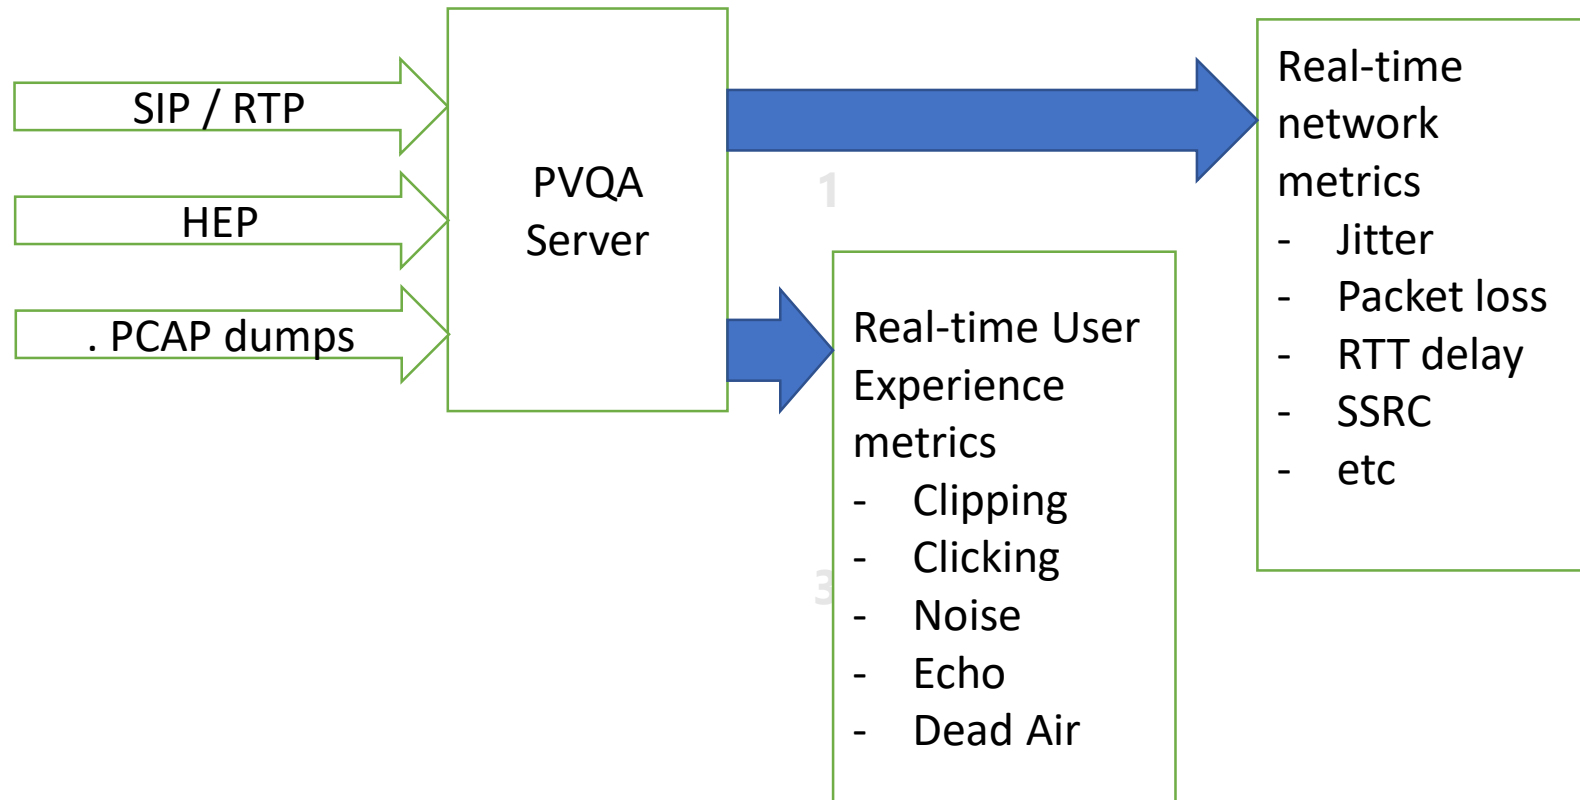 SIP / RTP
HEP
. PCAP dumps
PVQA
Server
1
3
Real-time User
Experience
metrics
- Clipping
- Clicking
- Noise
- Echo
- Dead Air
Real-time
network
metrics
- Jitter
- Packet loss
- RTT delay
- SSRC
- etc